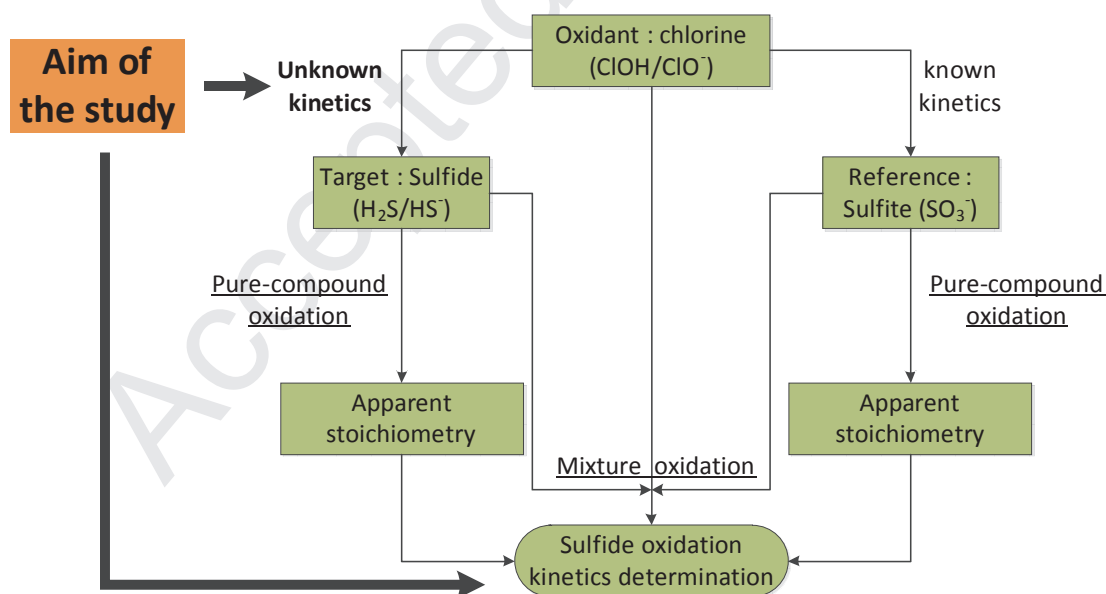 Oxidant : chlorine
(ClOH/ClO⁻)
Aim of
the study
Unknown
kinetics
known
kinetics
Target : Sulfide
(H₂S/HS⁻)
Reference :
Sulfite (SO₃⁻)
Pure-compound
oxidation
Pure-compound
oxidation
Apparent
stoichiometry
Apparent
stoichiometry
Mixture oxidation
Sulfide oxidation
kinetics determination
Accepted